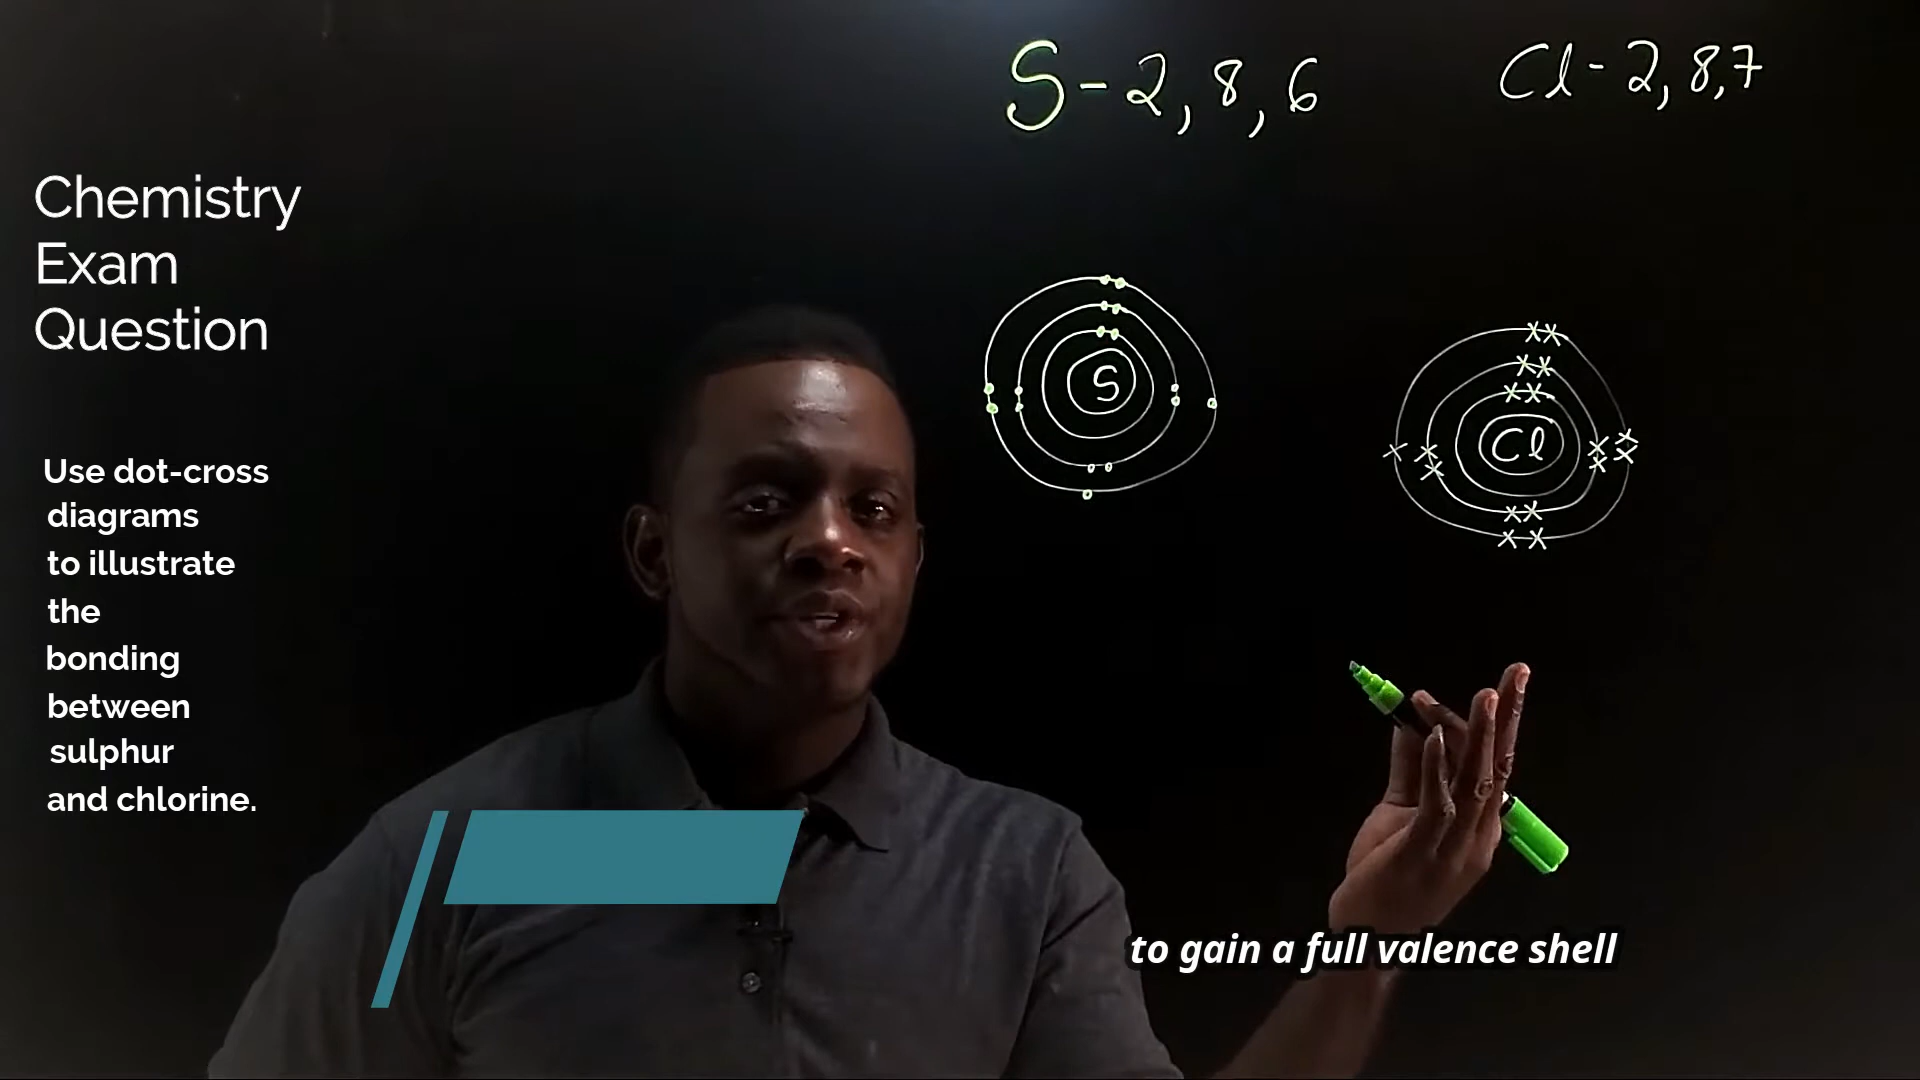 S - 2, 8, 6
Cl - 2, 8, 7
Chemistry
Exam
Question
Use dot-cross
diagrams
to illustrate
the
bonding
between
sulphur
and chlorine.
S
Cl
to gain a full valence shell